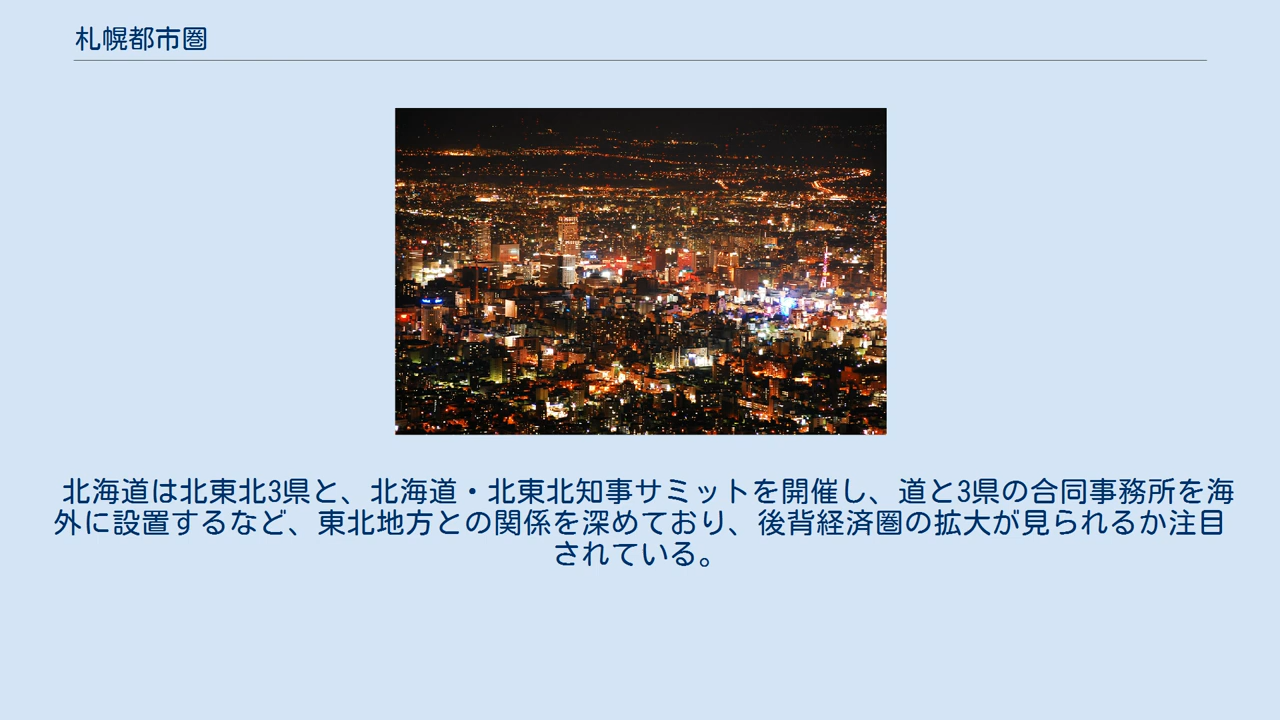 札幌都市圏
北海道は北東北3県と、北海道・北東北知事サミットを開催し、道と3県の合同事務所を海
外に設置するなど、東北地方との関係を深めており、後背経済圏の拡大が見られるか注目
されている。